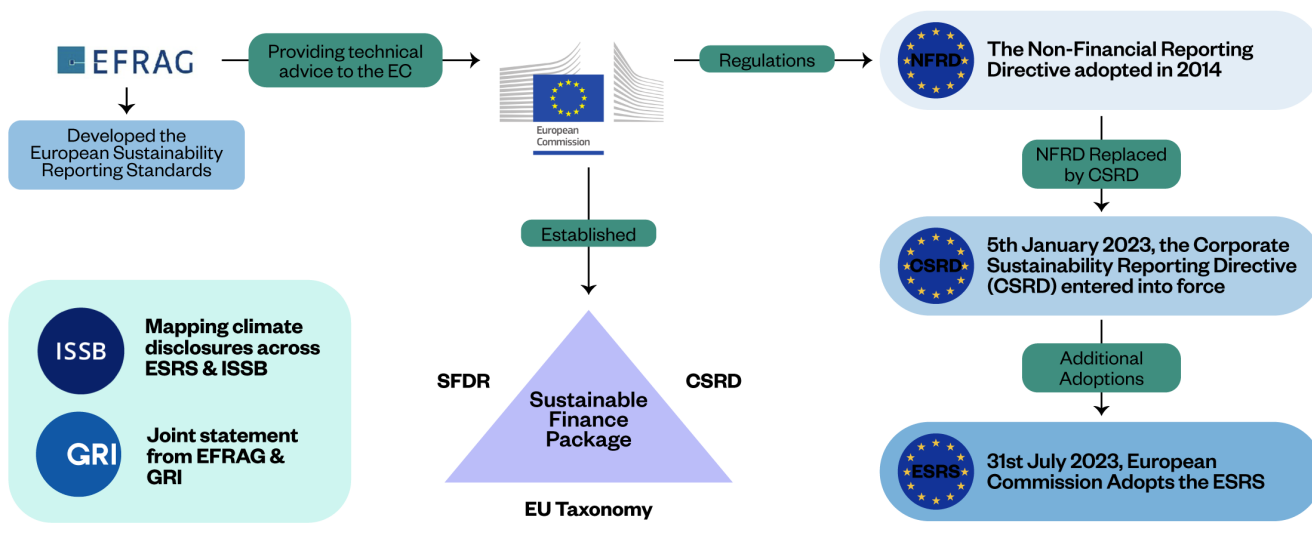 EFRAG
Providing technical
advice to the EC
European
Commission
Regulations
NFRD
The Non-Financial Reporting
Directive adopted in 2014
Developed the
European Sustainability
Reporting Standards
NFRD Replaced
by CSRD
Established
CSRD
5th January 2023, the Corporate
Sustainability Reporting Directive
(CSRD) entered into force
ISSB
Mapping climate
disclosures across
ESRS & ISSB
GRI
Joint statement
from EFRAG &
GRI
SFDR
CSRD
Sustainable
Finance
Package
EU Taxonomy
Additional
Adoptions
ESRS
31st July 2023, European
Commission Adopts the ESRS